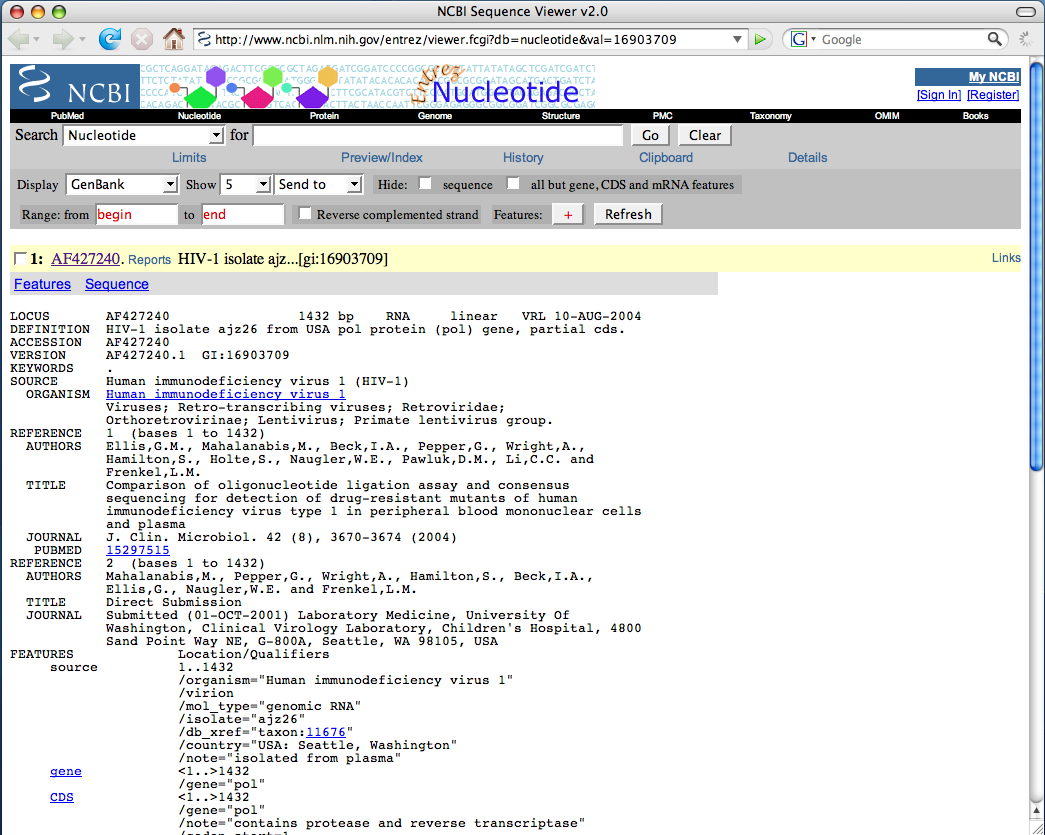 NCBI Sequence Viewer v2.0
http://www.ncbi.nlm.nih.gov/entrez/viewer.fcgi?db=nucleotide&val=16903709
G Google
NCBI
Entrez Nucleotide
My NCBI
[Sign In] [Register]
PubMed Nucleotide Protein Genome Structure PMC Taxonomy OMIM Books
Search Nucleotide for Go Clear
Limits Preview/Index History Clipboard Details
Display GenBank Show 5 Send to Hide: sequence all but gene, CDS and mRNA features
Range: from begin to end Reverse complemented strand Features: + Refresh
1: AF427240. Reports HIV-1 isolate ajz...[gi:16903709] Links
Features Sequence
LOCUS AF427240 1432 bp RNA linear VRL 10-AUG-2004
DEFINITION HIV-1 isolate ajz26 from USA pol protein (pol) gene, partial cds.
ACCESSION AF427240
VERSION AF427240.1 GI:16903709
KEYWORDS .
SOURCE Human immunodeficiency virus 1 (HIV-1)
ORGANISM Human immunodeficiency virus 1
Viruses; Retro-transcribing viruses; Retroviridae;
Orthoretrovirinae; Lentivirus; Primate lentivirus group.
REFERENCE 1 (bases 1 to 1432)
AUTHORS Ellis,G.M., Mahalanabis,M., Beck,I.A., Pepper,G., Wright,A.,
Hamilton,S., Holte,S., Naugler,W.E., Pawluk,D.M., Li,C.C. and
Frenkel,L.M.
TITLE Comparison of oligonucleotide ligation assay and consensus
sequencing for detection of drug-resistant mutants of human
immunodeficiency virus type 1 in peripheral blood mononuclear cells
and plasma
JOURNAL J. Clin. Microbiol. 42 (8), 3670-3674 (2004)
PUBMED 15297515
REFERENCE 2 (bases 1 to 1432)
AUTHORS Mahalanabis,M., Pepper,G., Wright,A., Hamilton,S., Beck,I.A.,
Ellis,G., Naugler,W.E. and Frenkel,L.M.
TITLE Direct Submission
JOURNAL Submitted (01-OCT-2001) Laboratory Medicine, University Of
Washington, Clinical Virology Laboratory, Children's Hospital, 4800
Sand Point Way NE, G-800A, Seattle, WA 98105, USA
FEATURES Location/Qualifiers
source 1..1432
/organism="Human immunodeficiency virus 1"
/virion
/mol_type="genomic RNA"
/isolate="ajz26"
/db_xref="taxon:11676"
/country="USA: Seattle, Washington"
/note="isolated from plasma"
gene <1..>1432
/gene="pol"
CDS <1..>1432
/gene="pol"
/note="contains protease and reverse transcriptase"